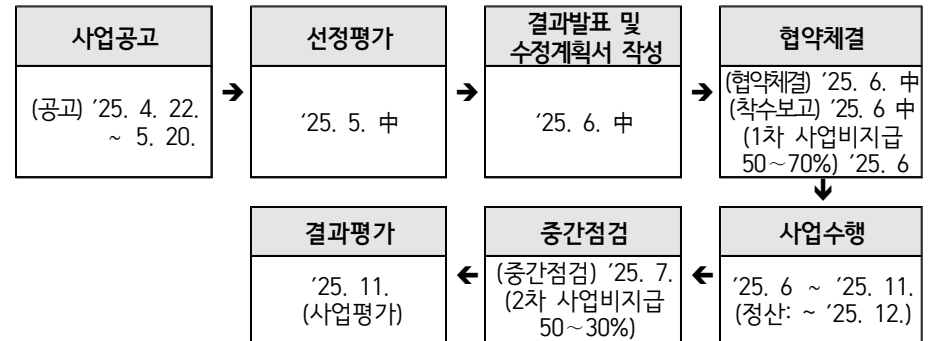 사업공고
(공고) ′25. 4. 22.
~ 5. 20.
➔
선정평가
′25. 5. 中
➔
결과발표 및
수정계획서 작성
′25. 6. 中
➔
협약체결
(협약체결) ′25. 6. 中
(착수보고) ′25. 6 中
(1차 사업비지급
50∼70%) ′25. 6
사업수행
′25. 6 ~ ′25. 11.
(정산: ~ ′25. 12.)
중간점검
(중간점검) ′25. 7.
(2차 사업비지급
50∼30%)
결과평가
′25. 11.
(사업평가)